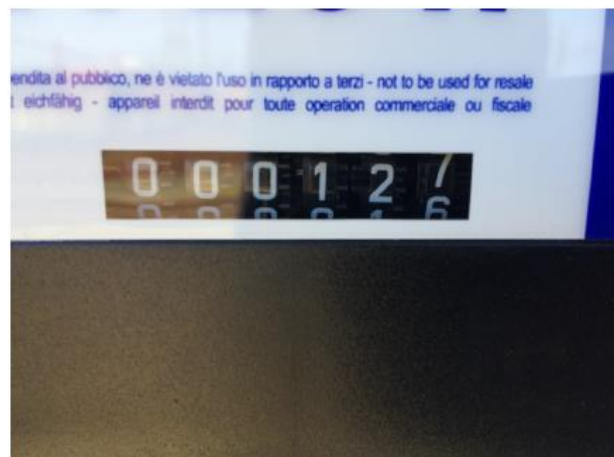 endita al pubblico, ne è vietato l'uso in rapporto a terzi - not to be used for resale
t eichfähig - appareil interdit pour toute operation commerciale ou fiscale
000127